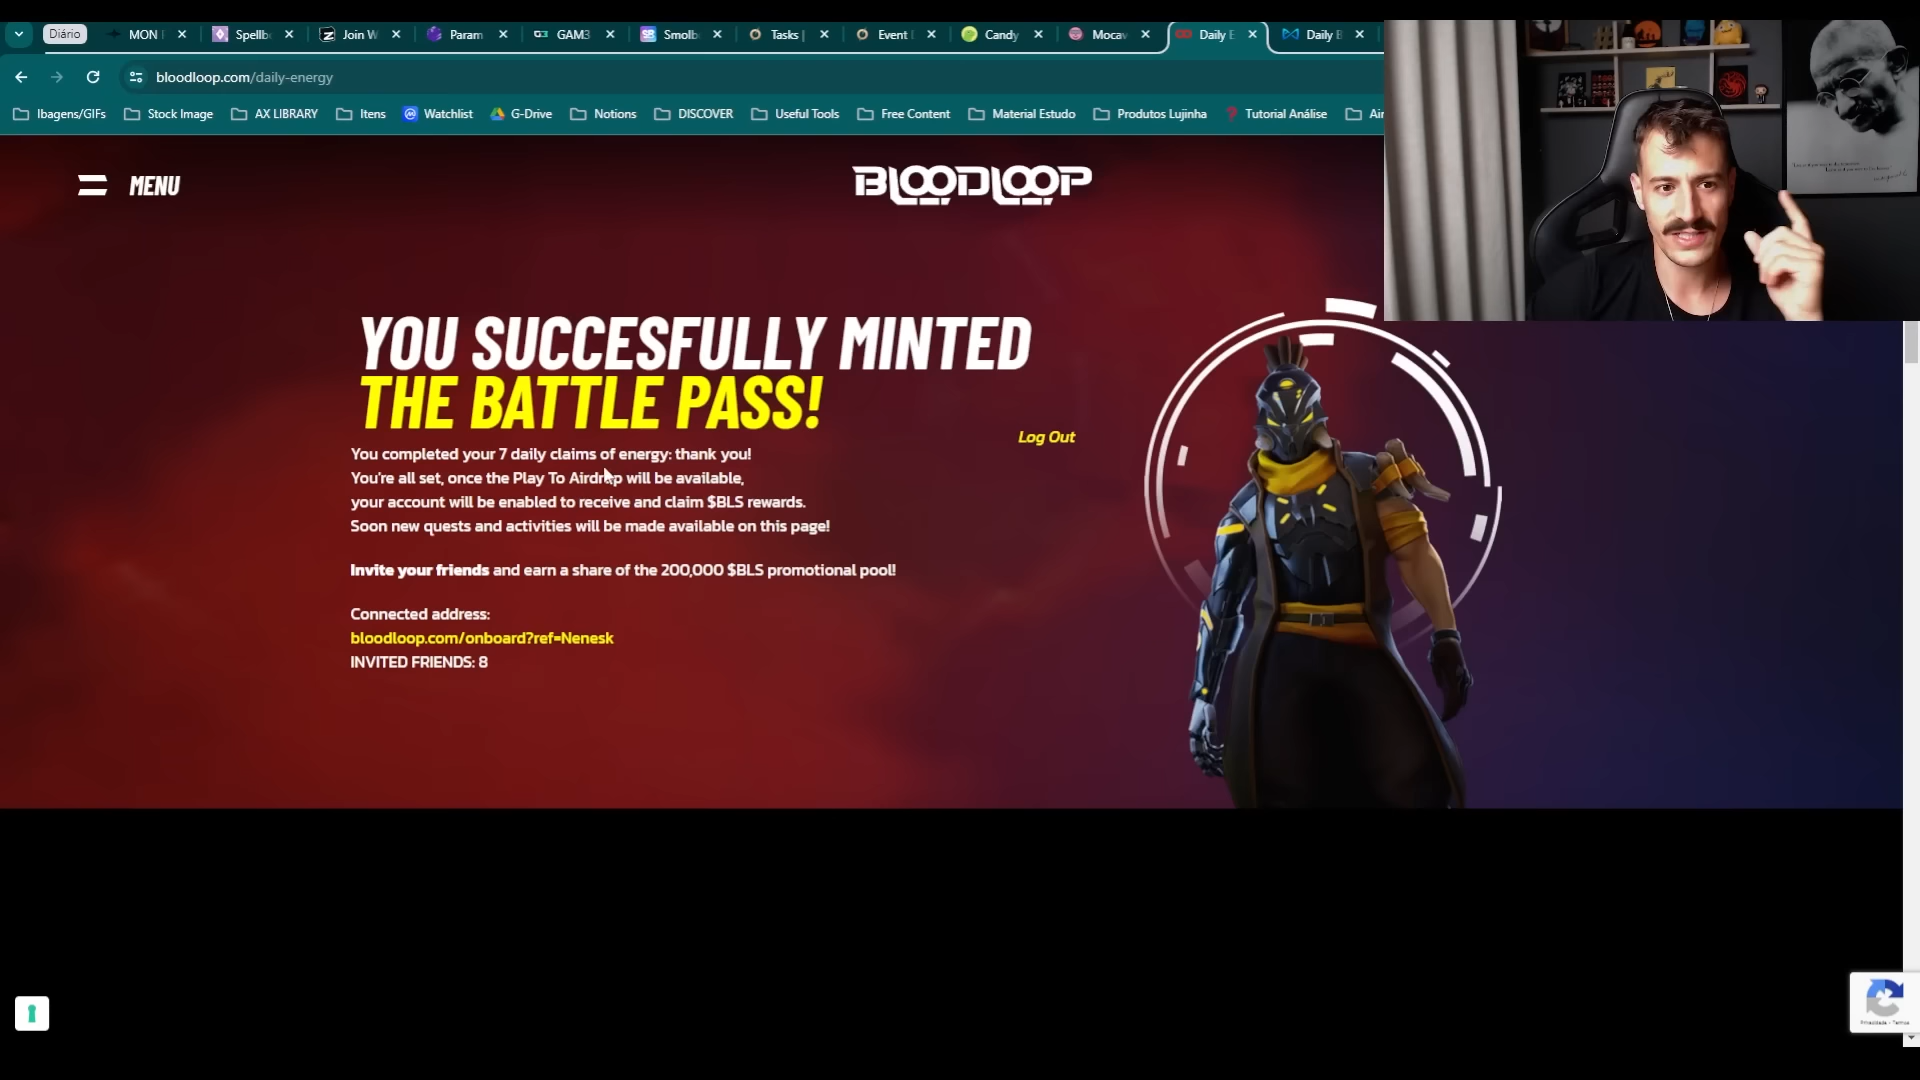 Diário
MON
Spellb
Join W
Param
GAM3
Smolb
Tasks |
Event
Candy
Mocav
Daily E
Daily B
bloodloop.com/daily-energy
Ibagens/GIFs
Stock Image
AX LIBRARY
Itens
Watchlist
G-Drive
Notions
DISCOVER
Useful Tools
Free Content
Material Estudo
Produtos Lujinha
Tutorial Análise
MENU
BLOODLOOP
YOU SUCCESFULLY MINTED
THE BATTLE PASS!
Log Out
You completed your 7 daily claims of energy: thank you!
You're all set, once the Play To Airdrop will be available,
your account will be enabled to receive and claim $BLS rewards.
Soon new quests and activities will be made available on this page!
Invite your friends and earn a share of the 200,000 $BLS promotional pool!
Connected address:
bloodloop.com/onboard?ref=Nenesk
INVITED FRIENDS: 8
Privacidade - Termos